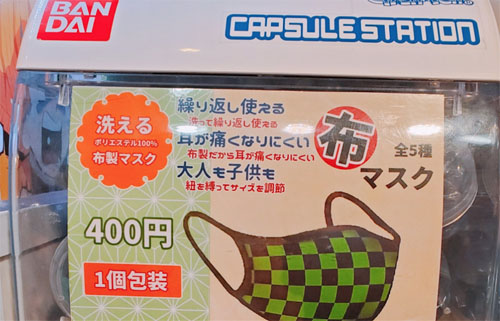 BAN
DAI
CAPSULE STATION
洗える
ポリエステル100%
布製マスク
繰り返し使える
洗って繰り返し使える
耳が痛くなりにくい
布製だから耳が痛くなりにくい
大人も子供も
紐を縛ってサイズを調節
布
マスク
全5種
400円
1個包装